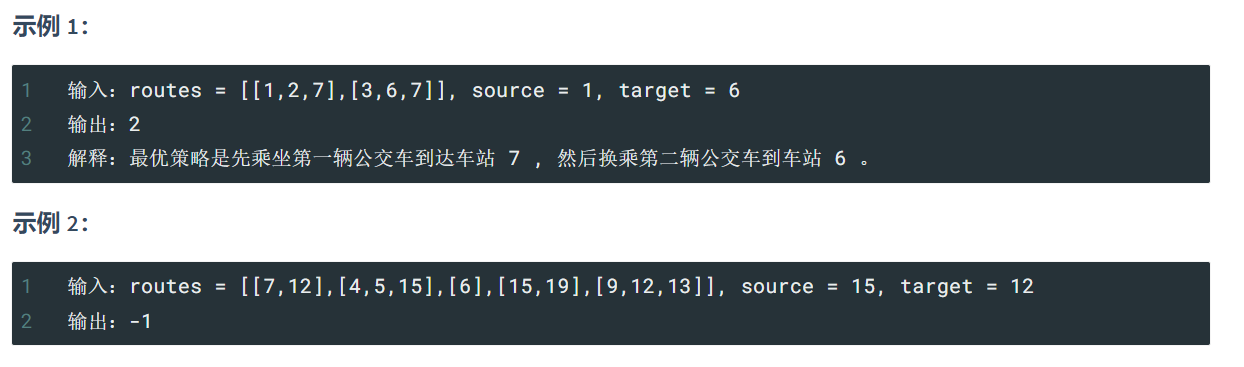 示例 1:
1 输入：routes = [[1,2,7],[3,6,7]], source = 1, target = 6
2 输出：2
3 解释：最优策略是先乘坐第一辆公交车到达车站 7 , 然后换乘第二辆公交车到车站 6 。
示例 2:
1 输入：routes = [[7,12],[4,5,15],[6],[15,19],[9,12,13]], source = 15, target = 12
2 输出：-1